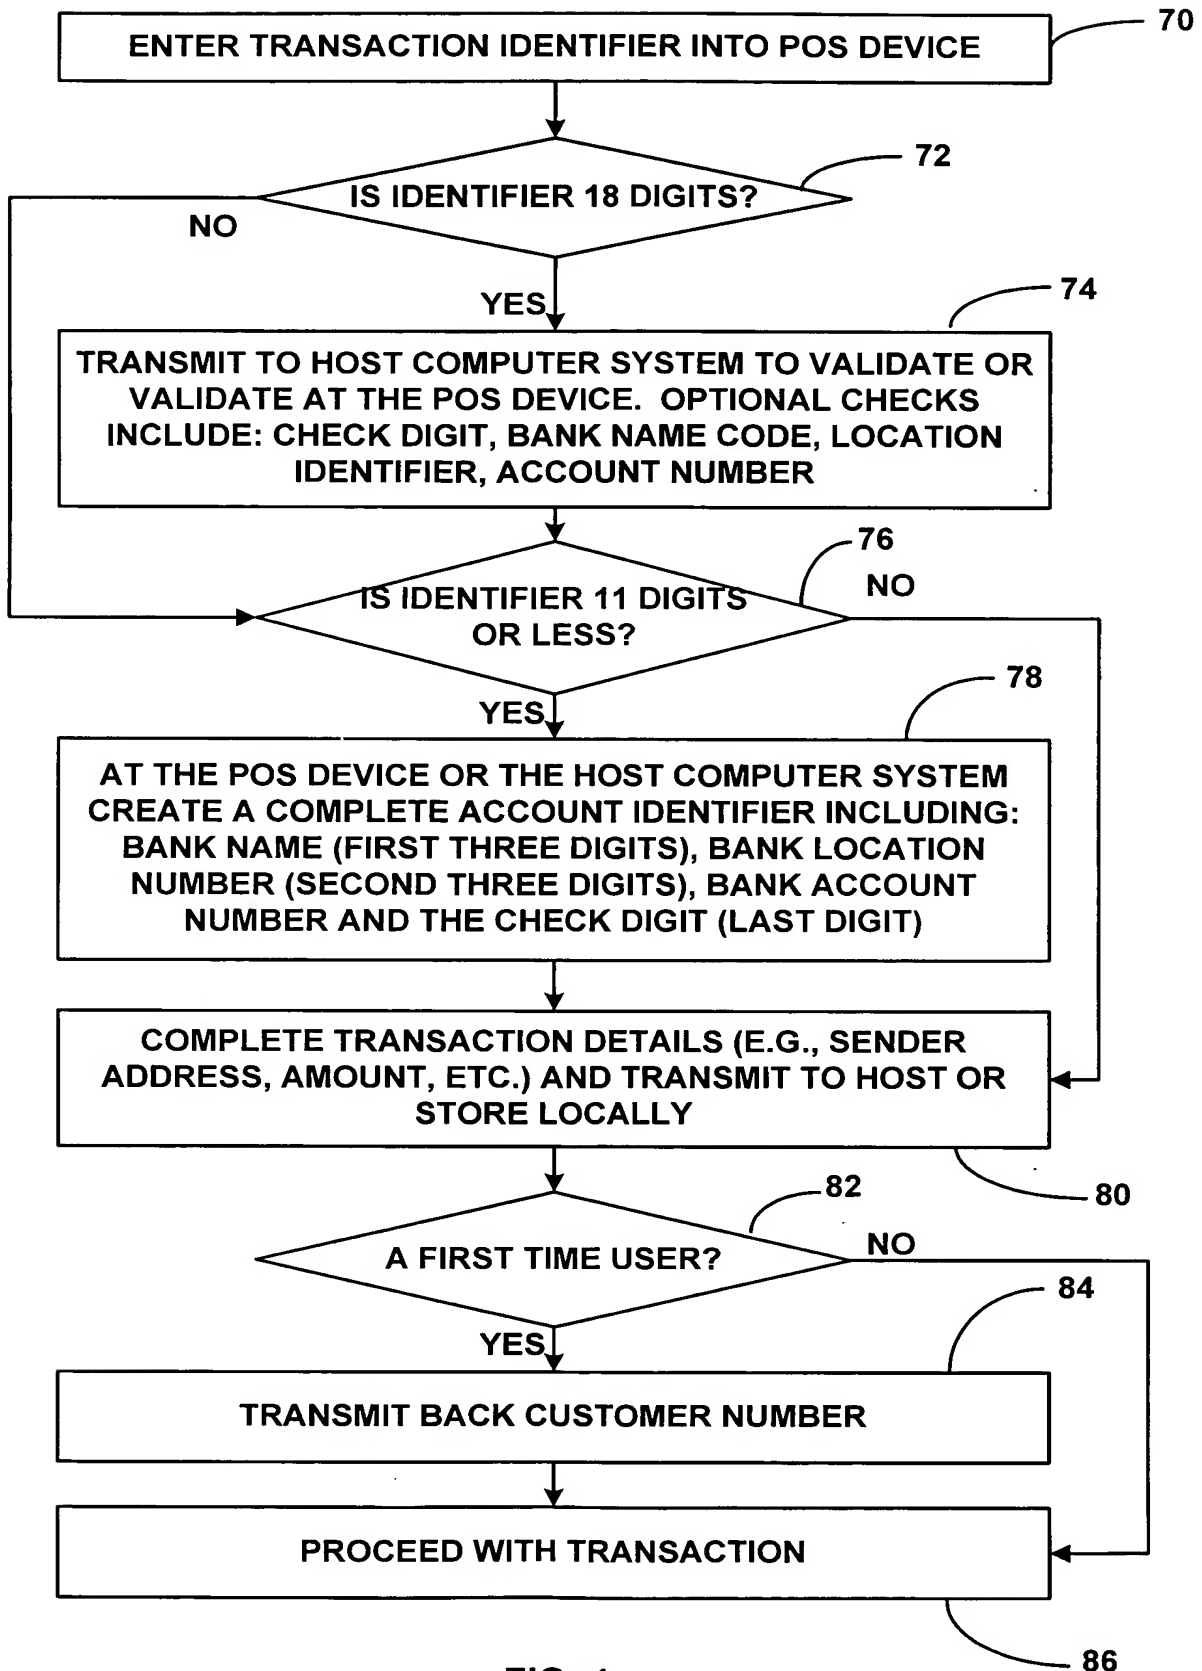 70
ENTER TRANSACTION IDENTIFIER INTO POS DEVICE
72
IS IDENTIFIER 18 DIGITS?
NO
YES
74
TRANSMIT TO HOST COMPUTER SYSTEM TO VALIDATE OR
VALIDATE AT THE POS DEVICE. OPTIONAL CHECKS
INCLUDE: CHECK DIGIT, BANK NAME CODE, LOCATION
IDENTIFIER, ACCOUNT NUMBER
76
NO
IS IDENTIFIER 11 DIGITS
OR LESS?
78
YES
AT THE POS DEVICE OR THE HOST COMPUTER SYSTEM
CREATE A COMPLETE ACCOUNT IDENTIFIER INCLUDING:
BANK NAME (FIRST THREE DIGITS), BANK LOCATION
NUMBER (SECOND THREE DIGITS), BANK ACCOUNT
NUMBER AND THE CHECK DIGIT (LAST DIGIT)
COMPLETE TRANSACTION DETAILS (E.G., SENDER
ADDRESS, AMOUNT, ETC.) AND TRANSMIT TO HOST OR
STORE LOCALLY
80
82
NO
A FIRST TIME USER?
84
YES
TRANSMIT BACK CUSTOMER NUMBER
PROCEED WITH TRANSACTION
86